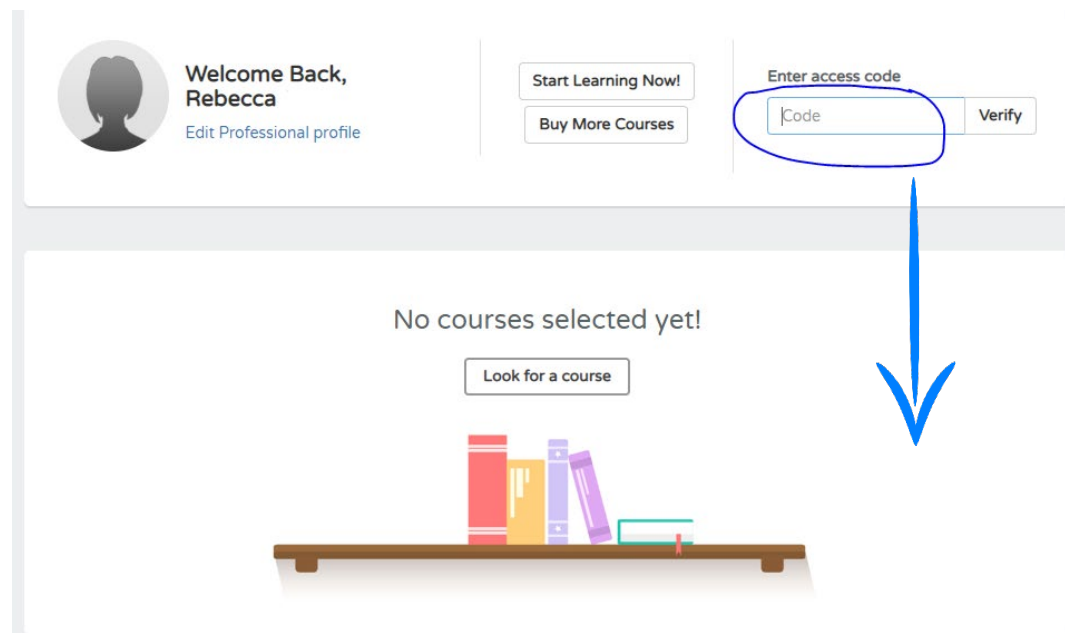 Welcome Back,
Rebecca
Edit Professional profile
Start Learning Now!
Buy More Courses
Enter access code
Code
Verify
No courses selected yet!
Look for a course